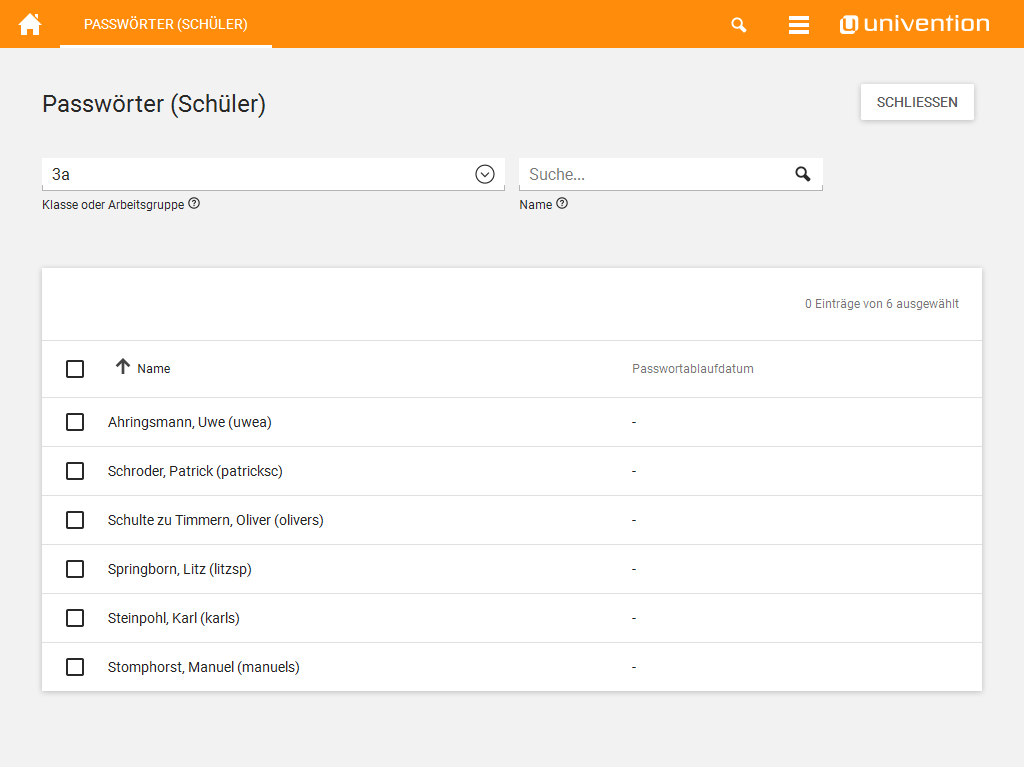 PASSWÖRTER (SCHÜLER)
univention
Passwörter (Schüler)
SCHLIESSEN
3a
Suche...
Klasse oder Arbeitsgruppe
Name
0 Einträge von 6 ausgewählt
Name
Passwortablaufdatum
Ahringsmann, Uwe (uwea)
-
Schroder, Patrick (patricksc)
-
Schulte zu Timmern, Oliver (olivers)
-
Springborn, Litz (litzsp)
-
Steinpohl, Karl (karls)
-
Stomphorst, Manuel (manuels)
-